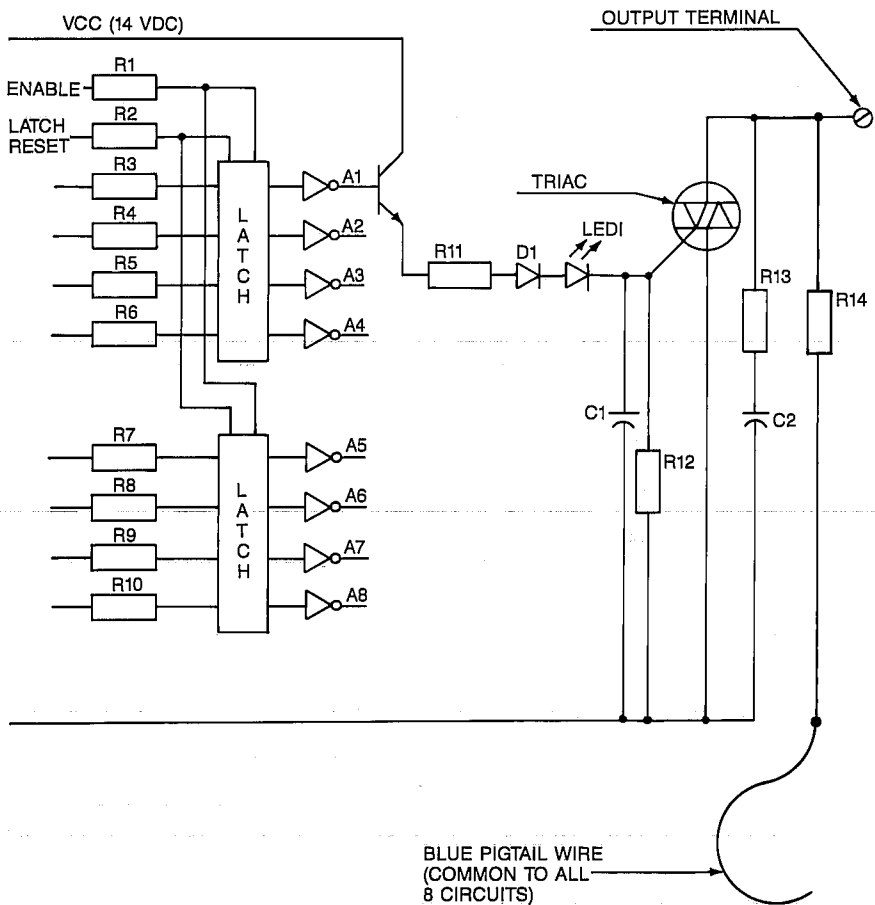 VCC (14 VDC)
OUTPUT TERMINAL
R1
ENABLE
R2
LATCH
RESET
R3
A1
TRIAC
R4
A2
LEDI
R5
A3
R11
D1
R6
A4
LATCH
R13
R14
C1
C2
R12
R7
A5
R8
A6
R9
A7
R10
A8
LATCH
BLUE PIGTAIL WIRE
(COMMON TO ALL
8 CIRCUITS)